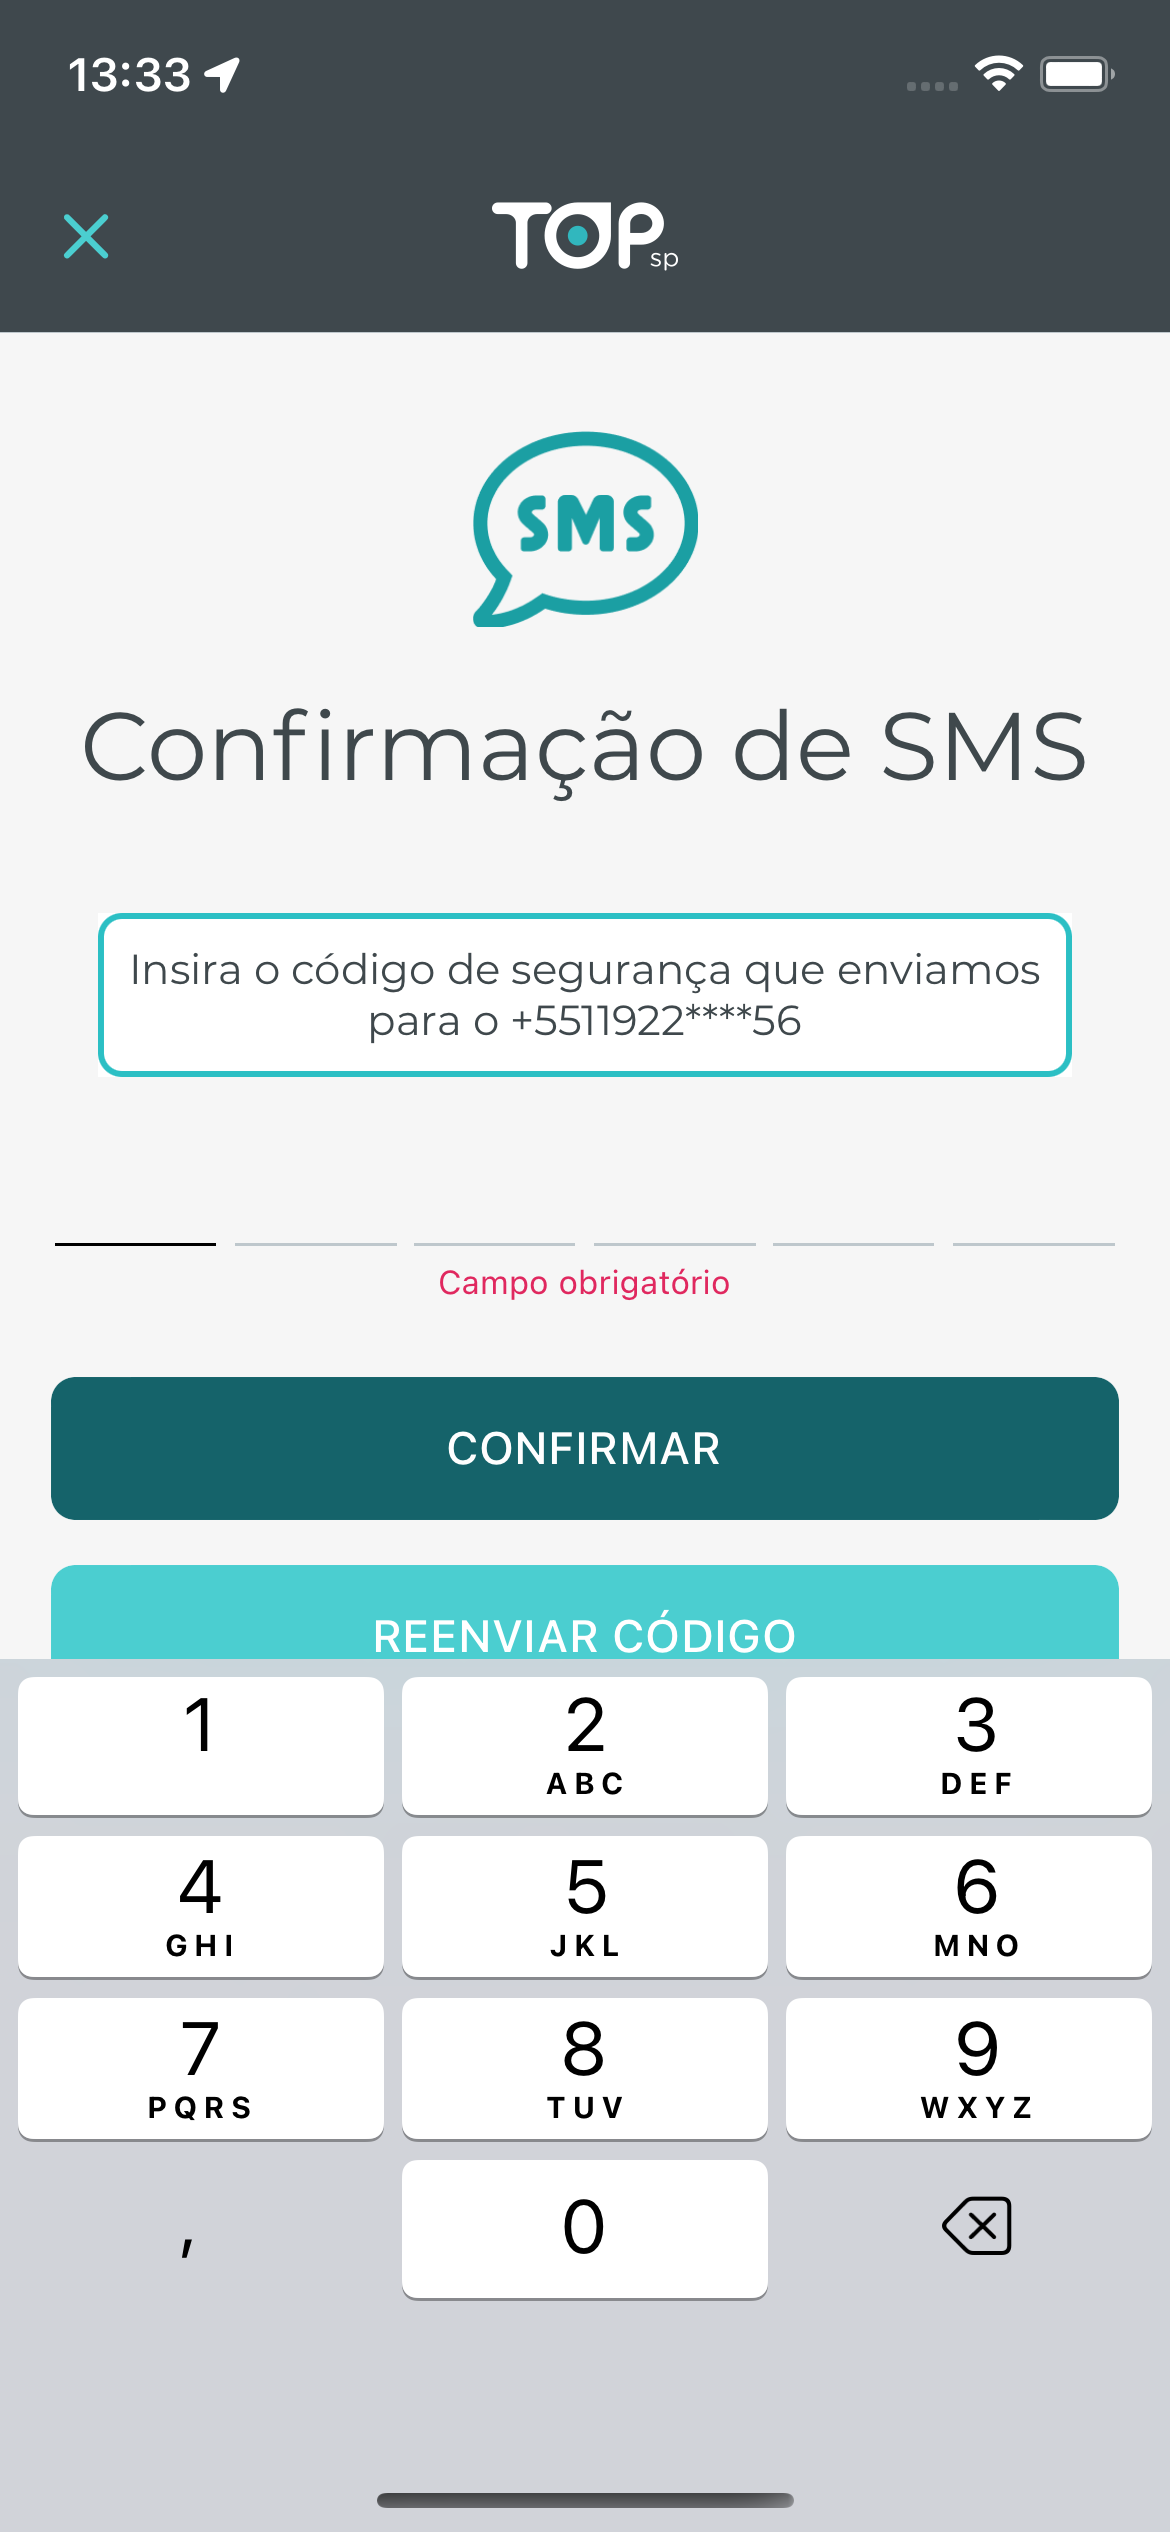 13:33
TOP
sp
SMS
Confirmação de SMS
Insira o código de segurança que enviamos
para o +5511922****56
Campo obrigatório
CONFIRMAR
REENVIAR CÓDIGO
1
2
ABC
3
DEF
4
GHI
5
JKL
6
MNO
7
PQRS
8
TUV
9
WXYZ
,
0